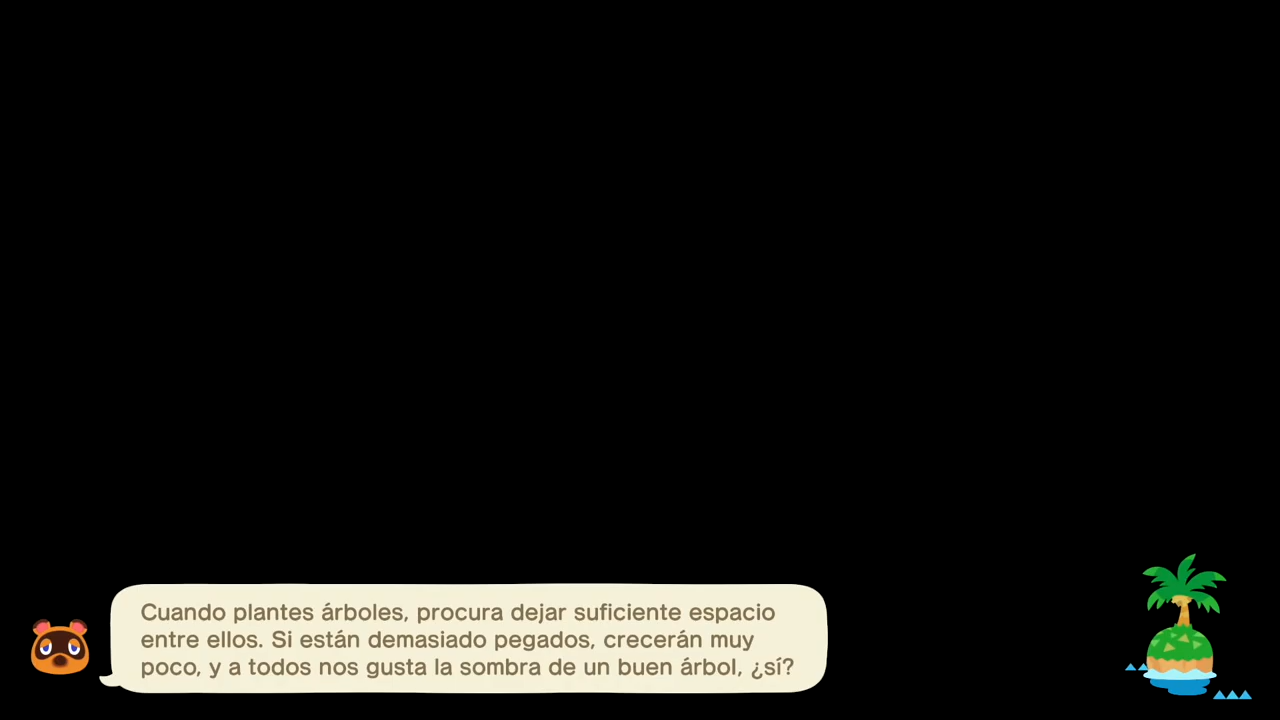 Cuando plantes árboles, procura dejar suficiente espacio
entre ellos. Si están demasiado pegados, crecerán muy
poco, y a todos nos gusta la sombra de un buen árbol, ¿sí?